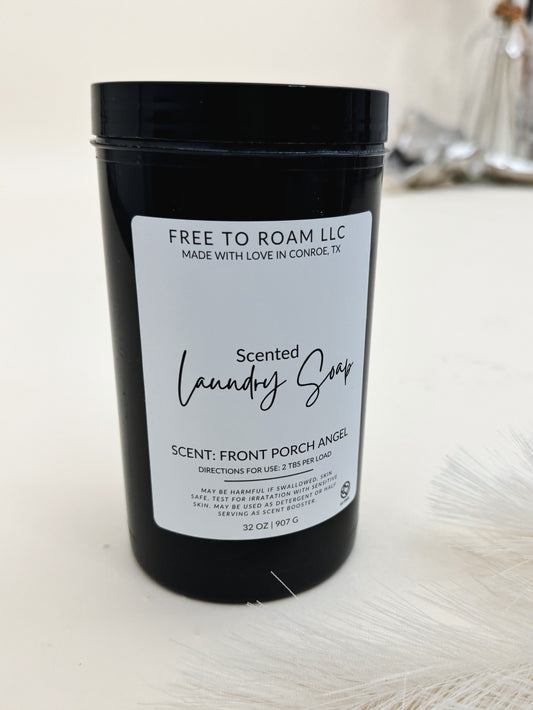 FREE TO ROAM LLC
MADE WITH LOVE IN CONROE, TX
Scented
Laundry Soap
SCENT: FRONT PORCH ANGEL
DIRECTIONS FOR USE: 2 TBS PER LOAD
MAY BE HARMFUL IF SWALLOWED. SKIN
SAFE. TEST FOR IRRATATION WITH SENSITIVE
SKIN. MAY BE USED AS DETERGENT OR HALF
SERVING AS SCENT BOOSTER.
32 OZ | 907 G